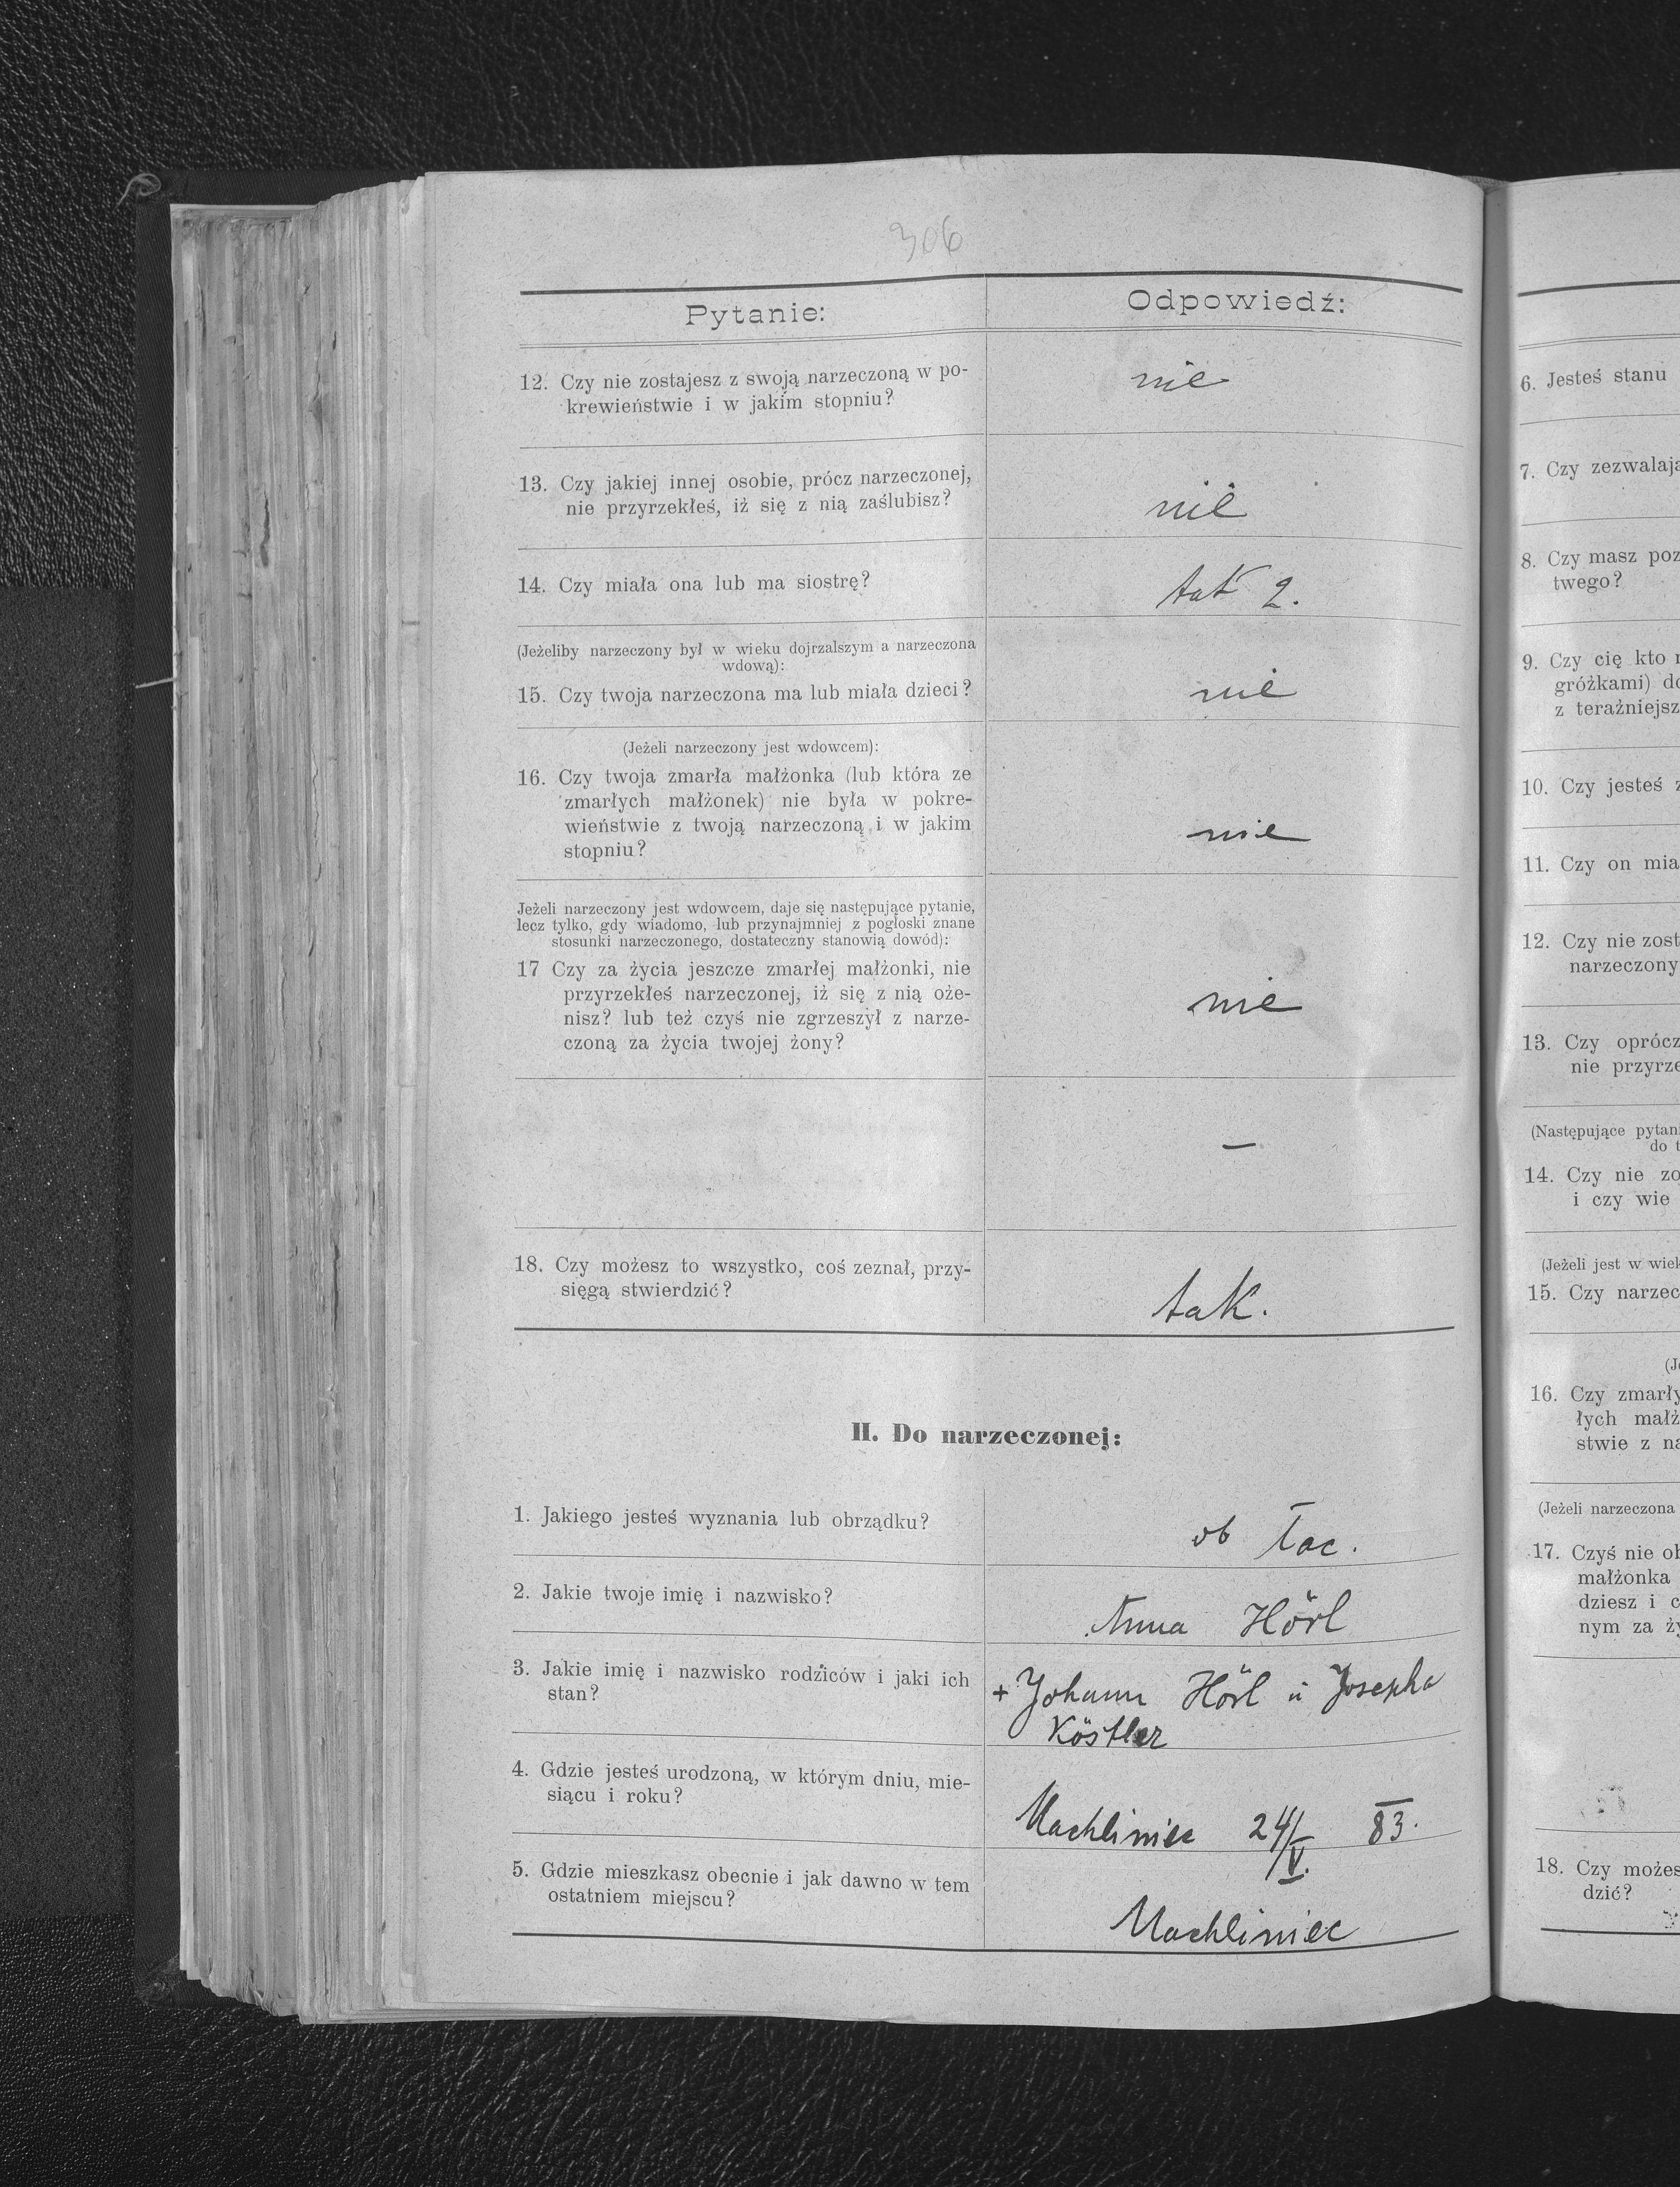 306
Pytanie:
Odpowiedź:
12. Czy nie zostajesz z swoją narzeczoną w po-
krewieństwie i w jakim stopniu?
nie
13. Czy jakiej innej osobie, prócz narzeczonej,
nie przyrzekłeś, iż się z nią zaślubisz?
nie
14. Czy miała ona lub ma siostrę?
tak 2.
(Jeżeliby narzeczony był w wieku dojrzalszym a narzeczona
wdową):
15. Czy twoja narzeczona ma lub miała dzieci?
nie
(Jeżeli narzeczony jest wdowcem):
16. Czy twoja zmarła małżonka (lub która ze
zmarłych małżonek) nie była w pokre-
wieństwie z twoją narzeczoną i w jakim
stopniu?
nie
Jeżeli narzeczony jest wdowcem, daje się następujące pytanie,
lecz tylko, gdy wiadomo, lub przynajmniej z pogłoski znane
stosunki narzeczonego, dostateczny stanowią dowód):
17 Czy za życia jeszcze zmarłej małżonki, nie
przyrzekłeś narzeczonej, iż się z nią oże-
nisz? lub też czyś nie zgrzeszył z narze-
czoną za życia twojej żony?
nie
—
18. Czy możesz to wszystko, coś zeznał, przy-
sięgą stwierdzić?
tak.
II. Do narzeczonej:
1. Jakiego jesteś wyznania lub obrządku?
ob łac.
2. Jakie twoje imię i nazwisko?
Anna Hörl
3. Jakie imię i nazwisko rodziców i jaki ich
stan?
+ Johann Hörl u Josepha
Köstler
4. Gdzie jesteś urodzoną, w którym dniu, mie-
siącu i roku?
Machliniec 24/V. 83.
5. Gdzie mieszkasz obecnie i jak dawno w tem
ostatniem miejscu?
Machliniec
6. Jesteś stanu
7. Czy zezwalają
8. Czy masz poz
twego?
9. Czy cię kto
gróżkami) do
z teraźniejsz
10. Czy jesteś z
11. Czy on mia
12. Czy nie zost
narzeczony
13. Czy oprócz
nie przyrze
(Następujące pytani
do t
14. Czy nie zo
i czy wie
(Jeżeli jest w wiek
15. Czy narzec
(Je
16. Czy zmarły
łych małż
stwie z na
(Jeżeli narzeczona
17. Czyś nie ob
małżonka
dziesz i c
nym za ży
18. Czy możes
dzić?